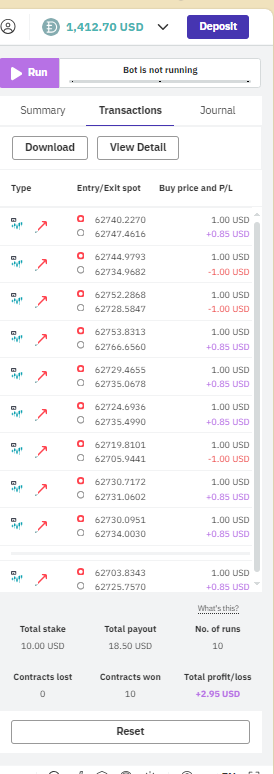 1,412.70 USD
Deposit
Run
Bot is not running
Summary
Transactions
Journal
Download
View Detail
Type
Entry/Exit spot
Buy price and P/L
62740.2270 1.00 USD
62747.4616 +0.85 USD
62744.9793 1.00 USD
62734.9682 -1.00 USD
62752.2868 1.00 USD
62728.5847 -1.00 USD
62753.8313 1.00 USD
62766.6560 +0.85 USD
62729.4655 1.00 USD
62735.0678 +0.85 USD
62724.6936 1.00 USD
62735.4990 +0.85 USD
62719.8101 1.00 USD
62705.9441 -1.00 USD
62730.7172 1.00 USD
62731.0602 +0.85 USD
62730.0951 1.00 USD
62734.0030 +0.85 USD
62703.8343 1.00 USD
62725.7570 +0.85 USD
What's this?
Total stake
Total payout
No. of runs
10.00 USD
18.50 USD
10
Contracts lost
Contracts won
Total profit/loss
0
10
+2.95 USD
Reset